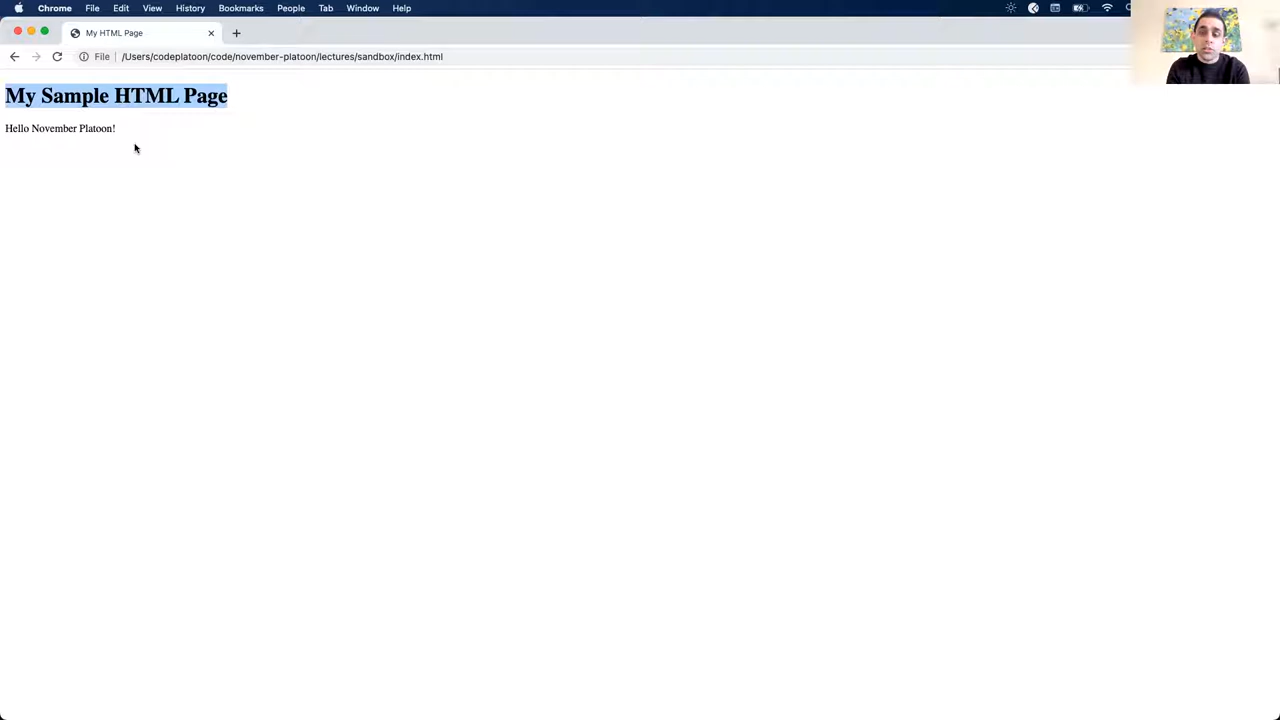 Chrome File Edit View History Bookmarks People Tab Window Help
My HTML Page
File /Users/codeplatoon/code/november-platoon/lectures/sandbox/index.html
My Sample HTML Page
Hello November Platoon!